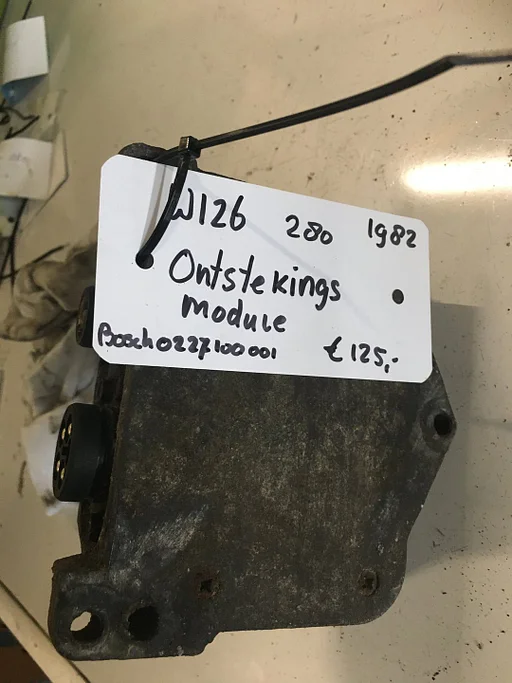 W126 280 1982
Ontstekings
module
Bosch 0227100001 € 125,-